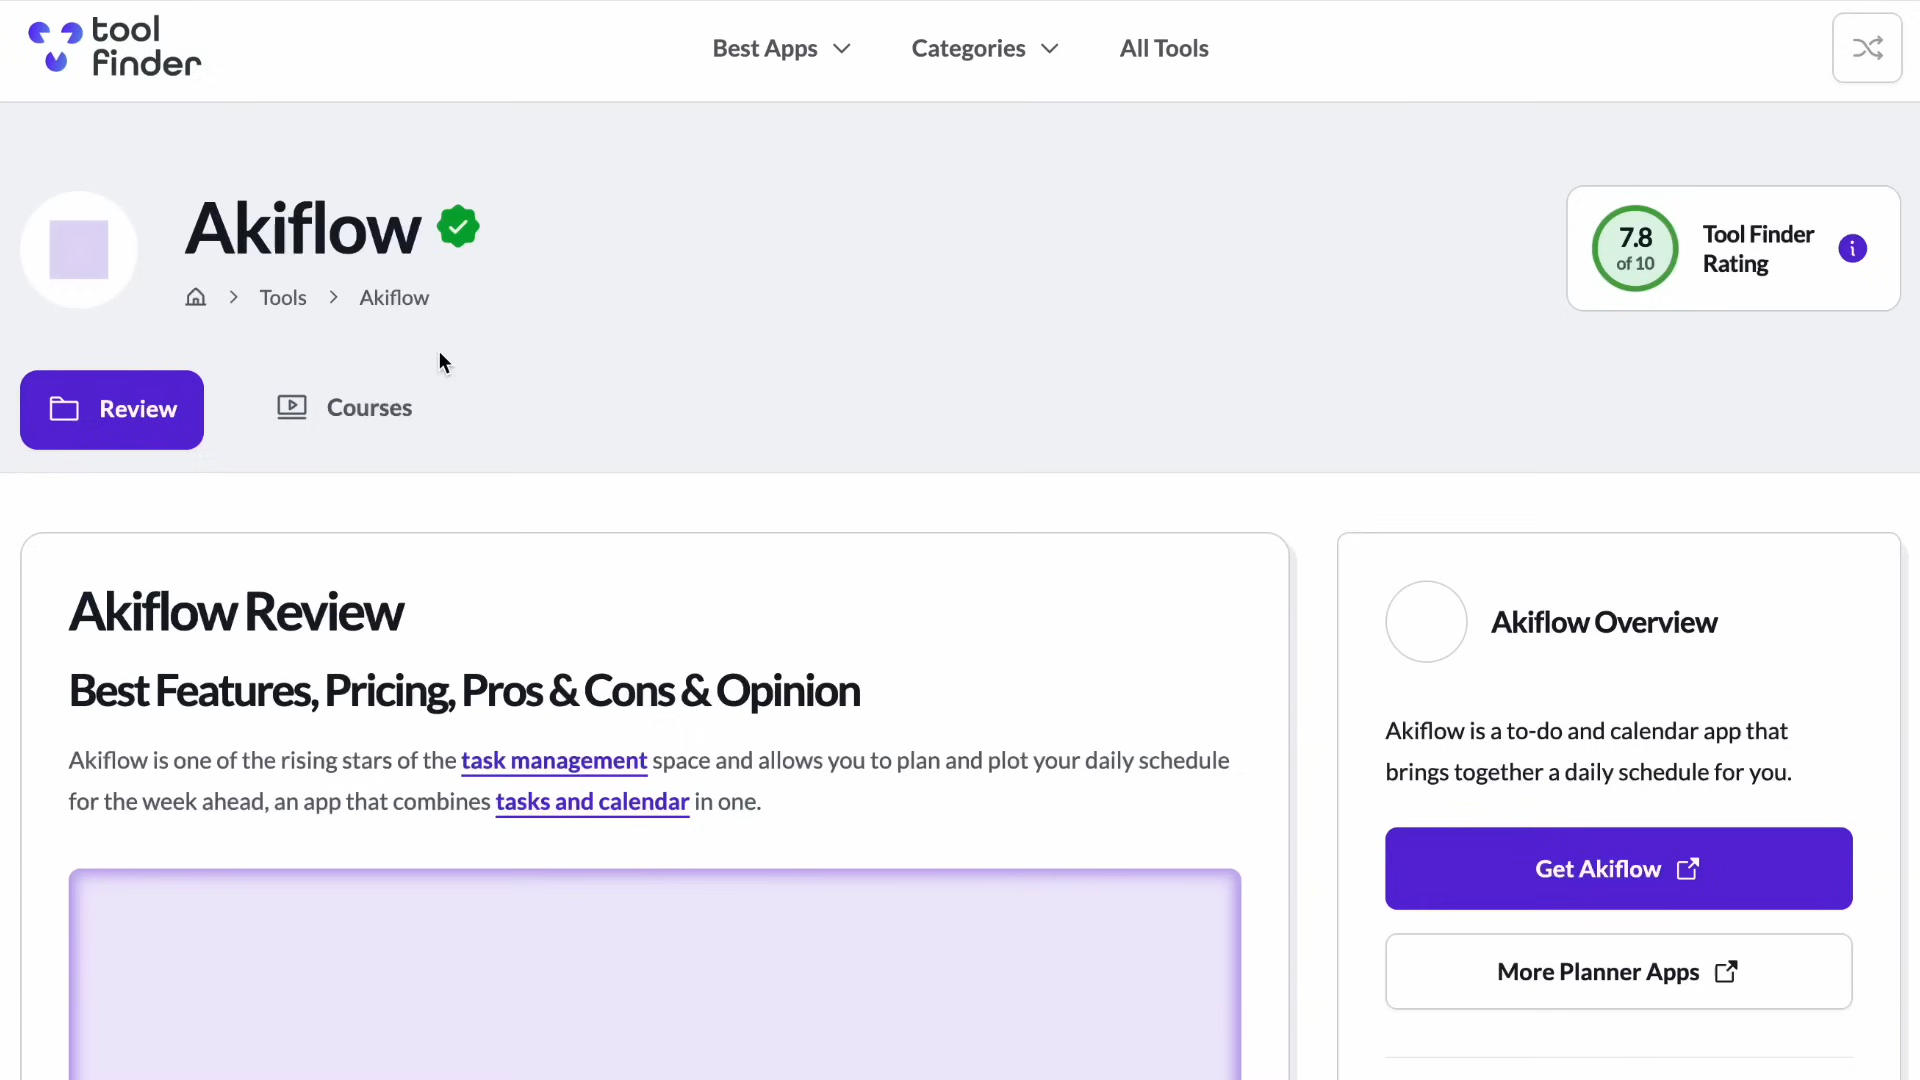 tool
finder
Best Apps
Categories
All Tools
Akiflow
Tools
Akiflow
7.8
of 10
Tool Finder
Rating
i
Review
Courses
Akiflow Review
Best Features, Pricing, Pros & Cons & Opinion
Akiflow is one of the rising stars of the task management space and allows you to plan and plot your daily schedule
for the week ahead, an app that combines tasks and calendar in one.
Akiflow Overview
Akiflow is a to-do and calendar app that
brings together a daily schedule for you.
Get Akiflow
More Planner Apps